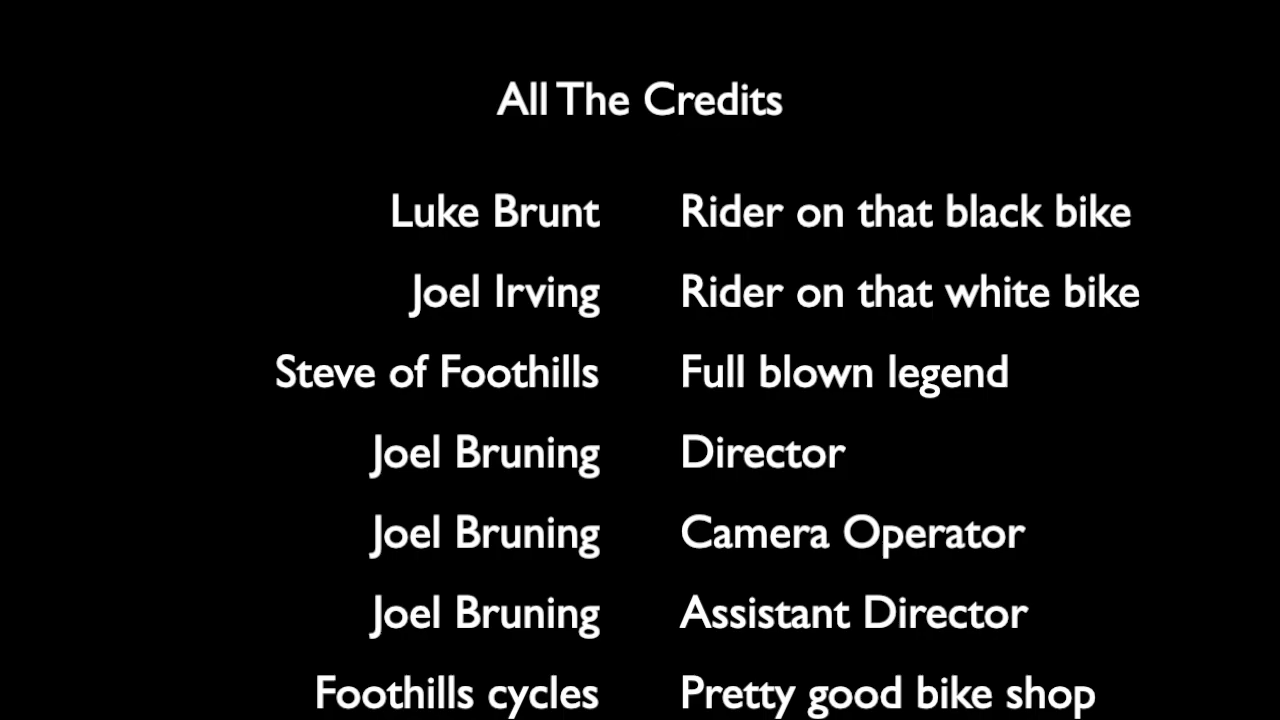 All The Credits
Luke Brunt Rider on that black bike
Joel Irving Rider on that white bike
Steve of Foothills Full blown legend
Joel Bruning Director
Joel Bruning Camera Operator
Joel Bruning Assistant Director
Foothills cycles Pretty good bike shop